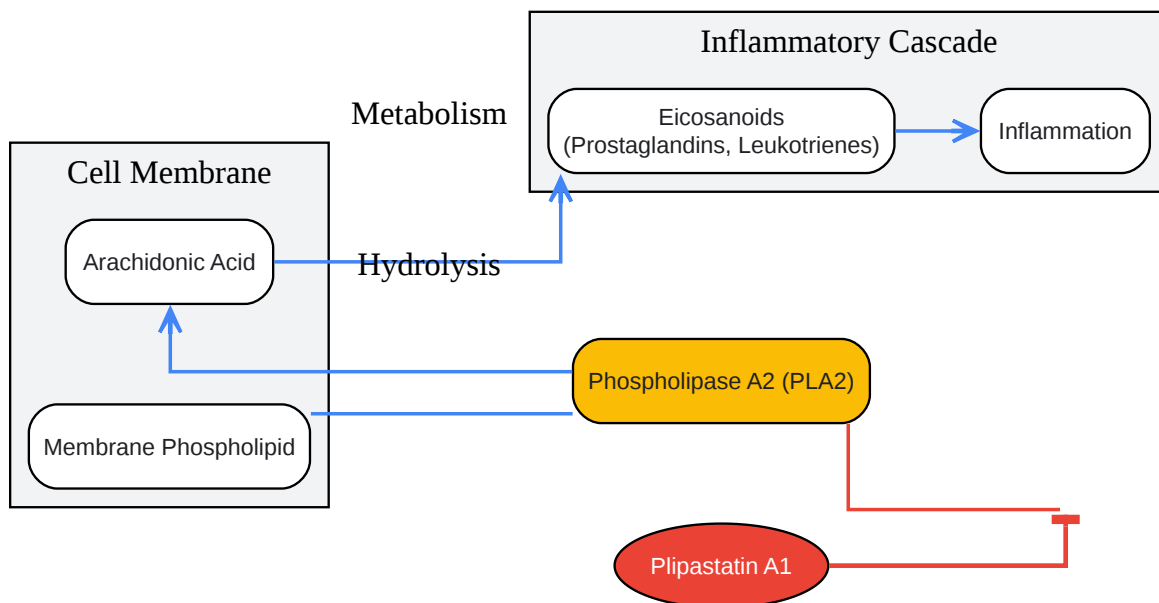 Inflammatory Cascade
Metabolism
Eicosanoids
(Prostaglandins, Leukotrienes)
Inflammation
Cell Membrane
Arachidonic Acid
Hydrolysis
Phospholipase A2 (PLA2)
Membrane Phospholipid
Plipastatin A1